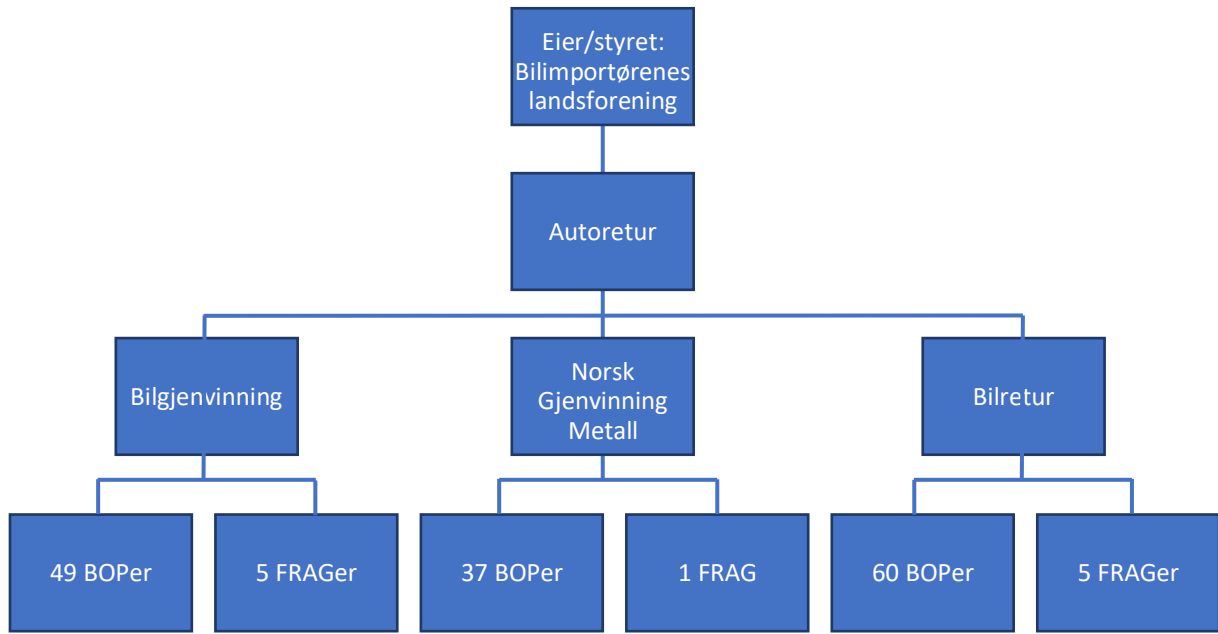 Eier/styret:
Bilimportørenes
landsforening
Autoretur
Bilgjenvinning
Norsk
Gjenvinning
Metall
Bilretur
49 BOPer
5 FRAGer
37 BOPer
1 FRAG
60 BOPer
5 FRAGer